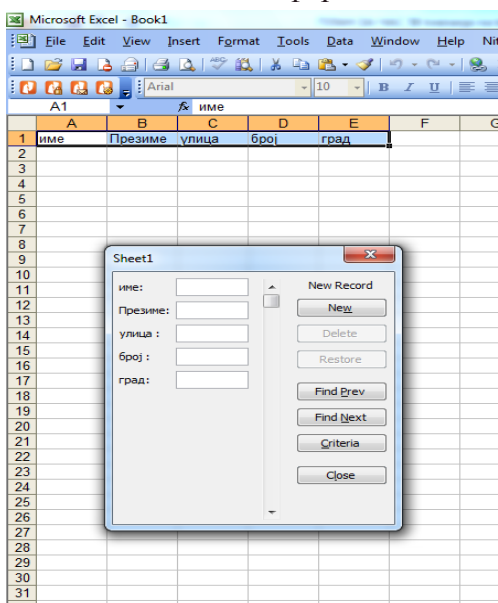 Microsoft Excel - Book1
File Edit View Insert Format Tools Data Window Help Nit
Arial 10 B I U
A1 fx име
A B C D E F G
1 име Презиме улица број град
2
3
4
5
6
7
8
9
10
11
12
13
14
15
16
17
18
19
20
21
22
23
24
25
26
27
28
29
30
31
Sheet1
име: New Record
Презиме: New
улица : Delete
број : Restore
град:
Find Prev
Find Next
Criteria
Close